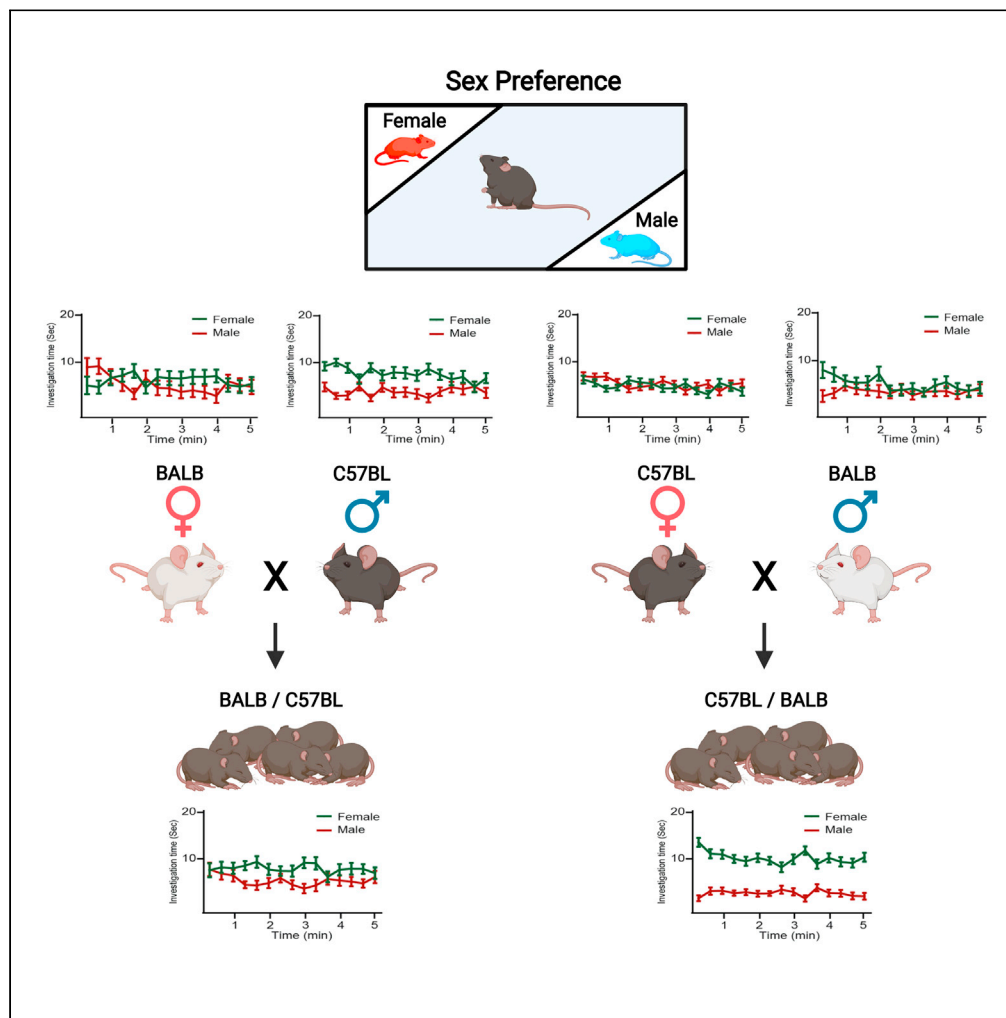 Sex Preference
Female
Male
20
10
Investigation time (Sec)
Female
Male
1 2 3 4 5
Time (min)
20
10
Investigation time (Sec)
Female
Male
1 2 3 4 5
Time (min)
20
10
Investigation time (Sec)
Female
Male
1 2 3 4 5
Time (min)
20
10
Investigation time (Sec)
Female
Male
1 2 3 4 5
Time (min)
BALB
C57BL
C57BL
BALB
X
X
BALB / C57BL
C57BL / BALB
20
10
Investigation time (Sec)
Female
Male
1 2 3 4 5
Time (min)
20
10
Investigation time (Sec)
Female
Male
1 2 3 4 5
Time (min)